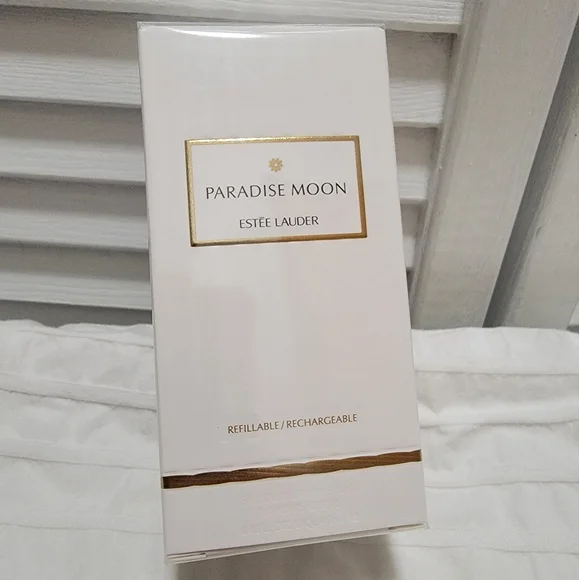 PARADISE MOON
ESTĒE LAUDER
REFILLABLE/RECHARGEABLE